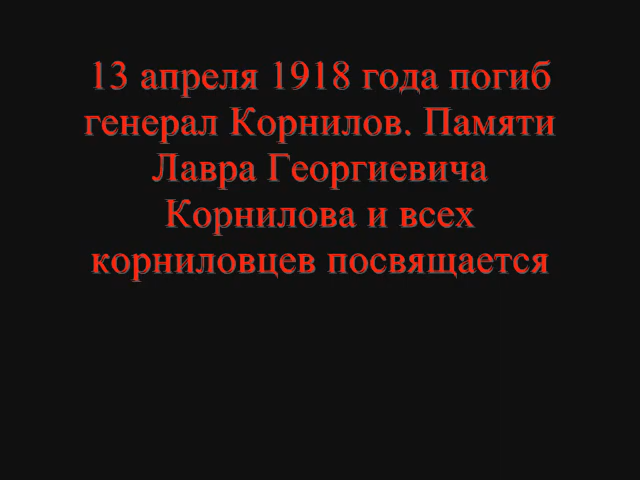 13 апреля 1918 года погиб
генерал Корнилов. Памяти
Лавра Георгиевича
Корнилова и всех
корниловцев посвящается